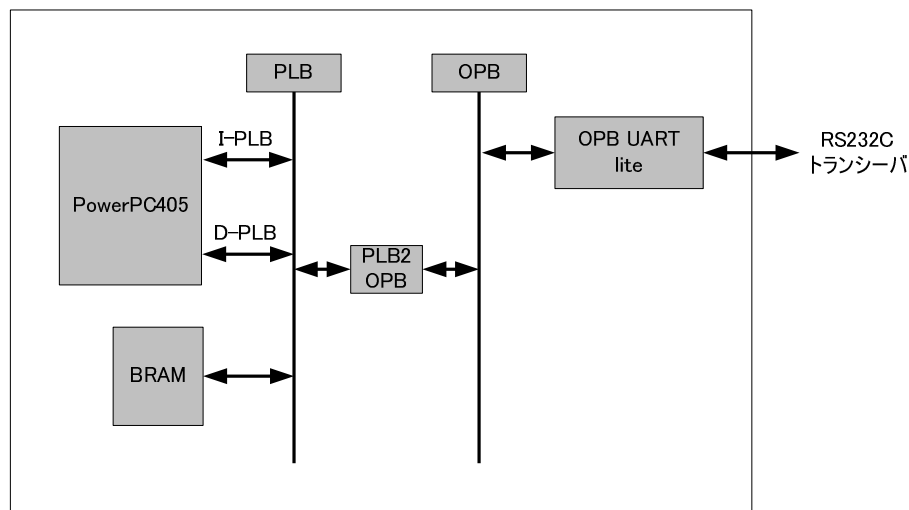 PLB
OPB
I-PLB
OPB UART
lite
RS232C
トランシーバ
PowerPC405
D-PLB
PLB2
OPB
BRAM